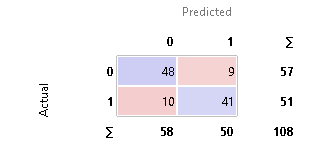 Predicted
0 1 Σ
Actual
0 48 9 57
1 10 41 51
Σ 58 50 108